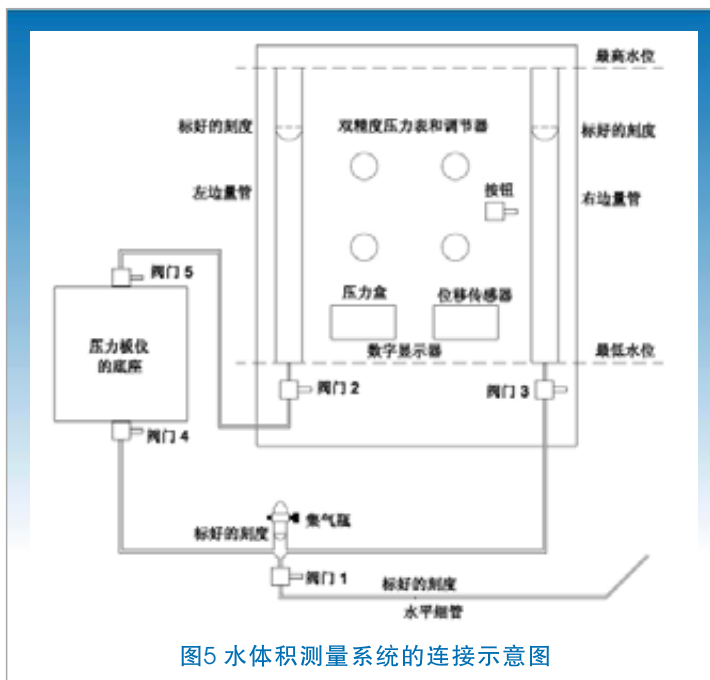 最高水位
标好的刻度
双精度压力表和调节器
标好的刻度
按钮
左边量管
右边量管
阀门 5
压力盒
位移传感器
压力板仪
的底座
数字显示器
最低水位
阀门 2
阀门 3
阀门 4
集气瓶
标好的刻度
阀门 1
标好的刻度
水平细管
图5 水体积测量系统的连接示意图